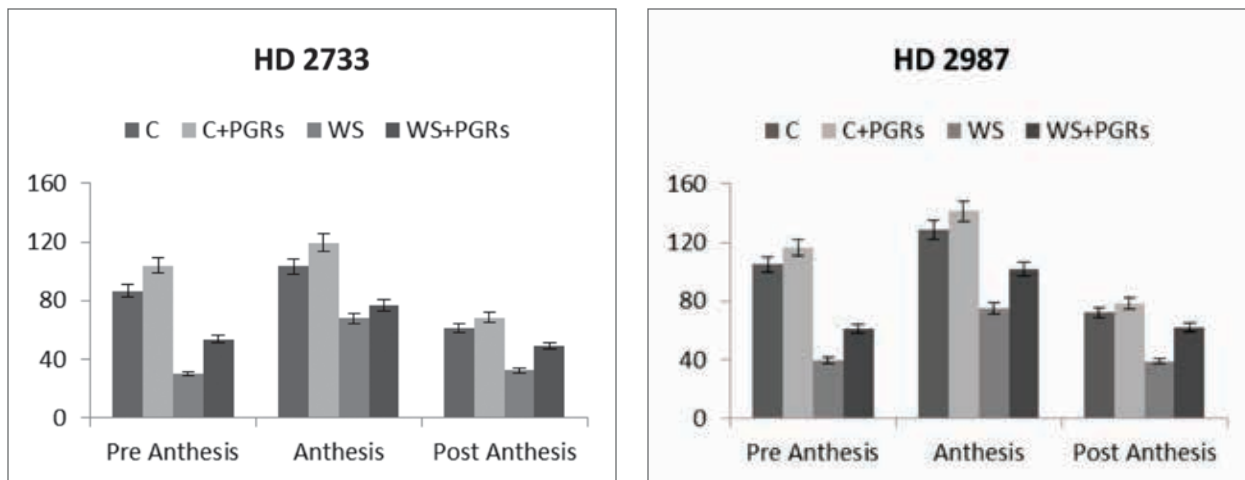 HD 2733
C C+PGRs WS WS+PGRs
160
120
80
40
0
Pre Anthesis Anthesis Post Anthesis
HD 2987
C C+PGRs WS WS+PGRs
160
120
80
40
0
Pre Anthesis Anthesis Post Anthesis